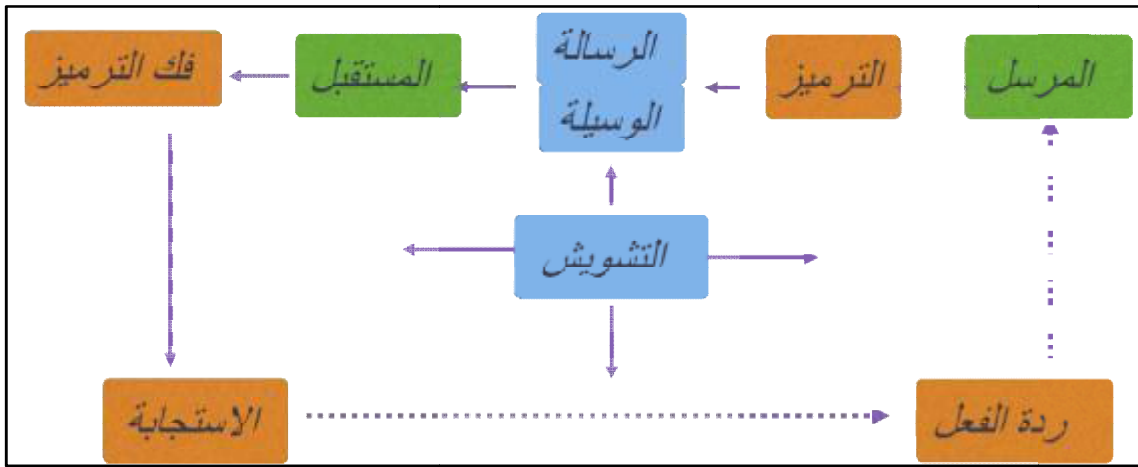 المرسل
الترميز
الرسالة
الوسيلة
المستقبل
فك الترميز
التشويش
ردة الفعل
الاستجابة